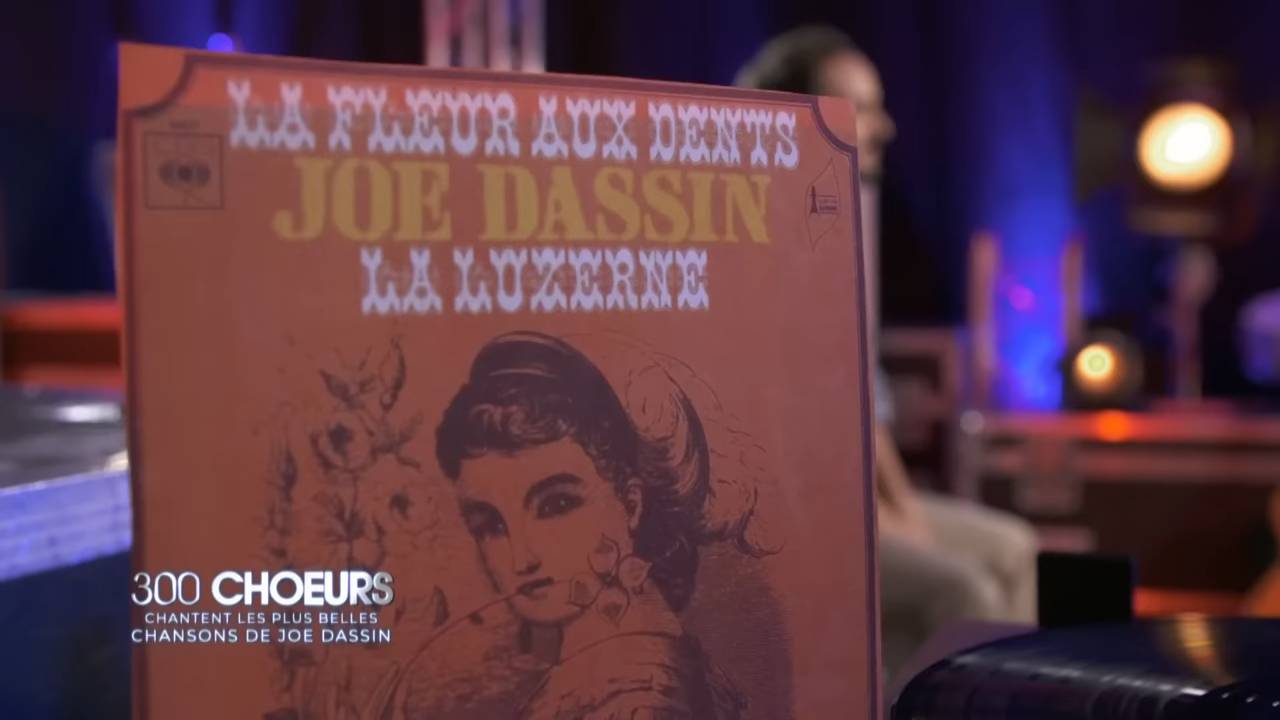 LA FLEUR AUX DENTS
JOE DASSIN
LA LUZERNE
300 CHOEURS
CHANTENT LES PLUS BELLES
CHANSONS DE JOE DASSIN